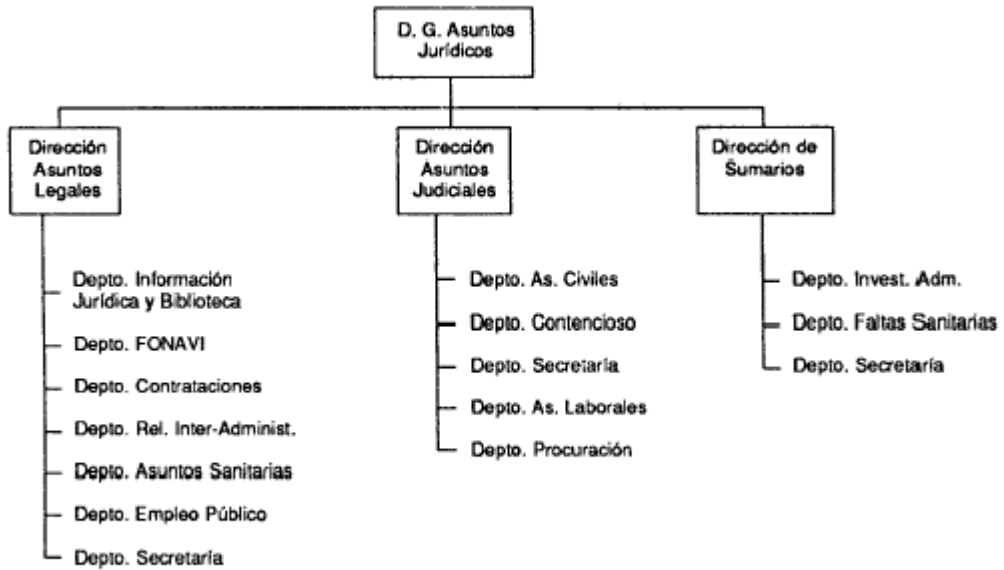 D. G. Asuntos
Jurídicos
Dirección
Asuntos
Legales
Depto. Información
Jurídica y Biblioteca
Depto. FONAVI
Depto. Contrataciones
Depto. Rel. Inter-Administ.
Depto. Asuntos Sanitarias
Depto. Empleo Público
Depto. Secretaría
Dirección
Asuntos
Judiciales
Depto. As. Civiles
Depto. Contencioso
Depto. Secretaría
Depto. As. Laborales
Depto. Procuración
Dirección de
Sumarios
Depto. Invest. Adm.
Depto. Faltas Sanitarias
Depto. Secretaría